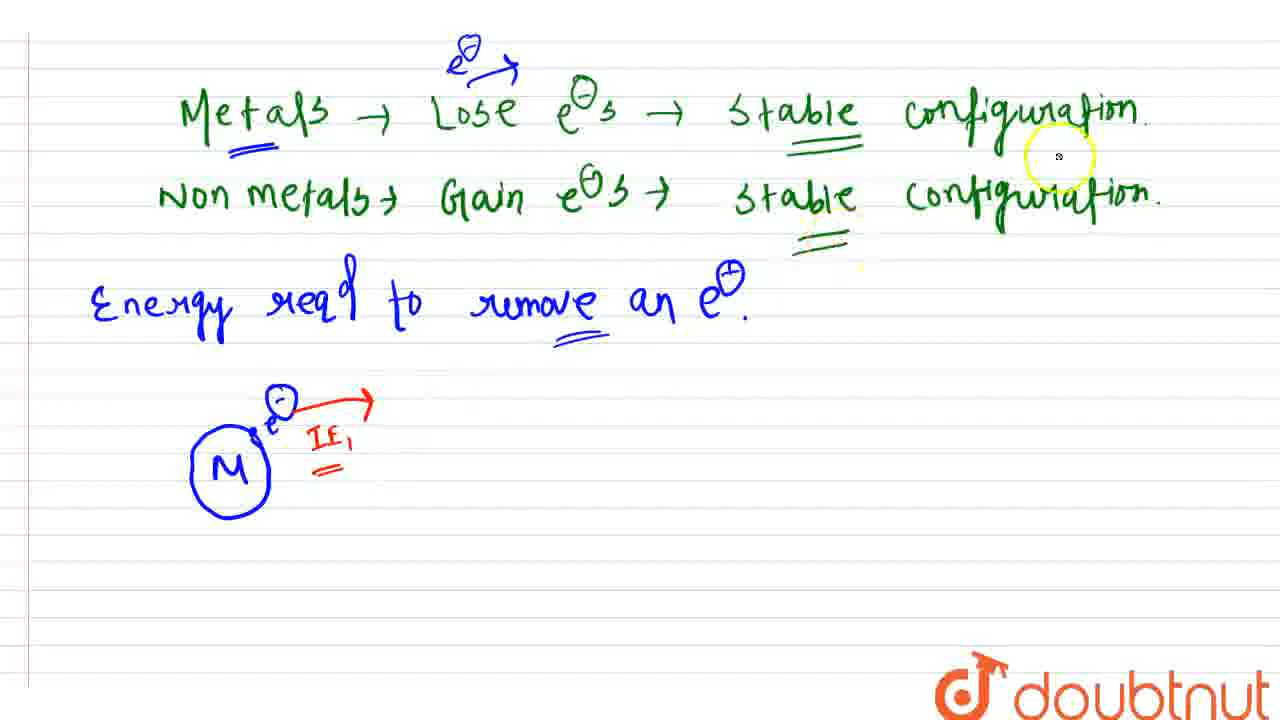 e⊖
Metals → Lose e⊖s → Stable configuration.
Non metals → Gain e⊖s → Stable configuration.
Energy reqd to remove an e⊕.
e⊖
IE₁
M
doubtnut